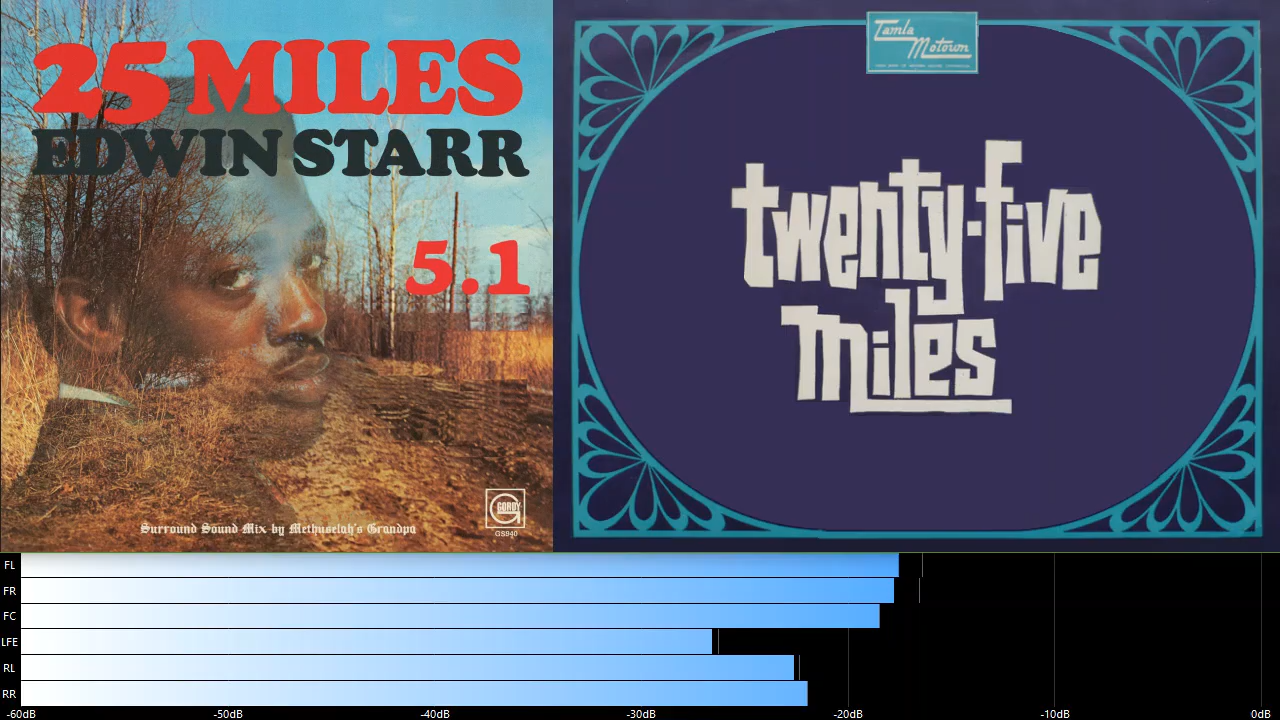 25 MILES
EDWIN STARR
5.1
GORDY
GS940
Surround Sound Mix by Methuselah's Grandpa
Tamla
Motown
twenty-five
miles
FL
FR
FC
LFE
RL
RR
-60dB -50dB -40dB -30dB -20dB -10dB 0dB